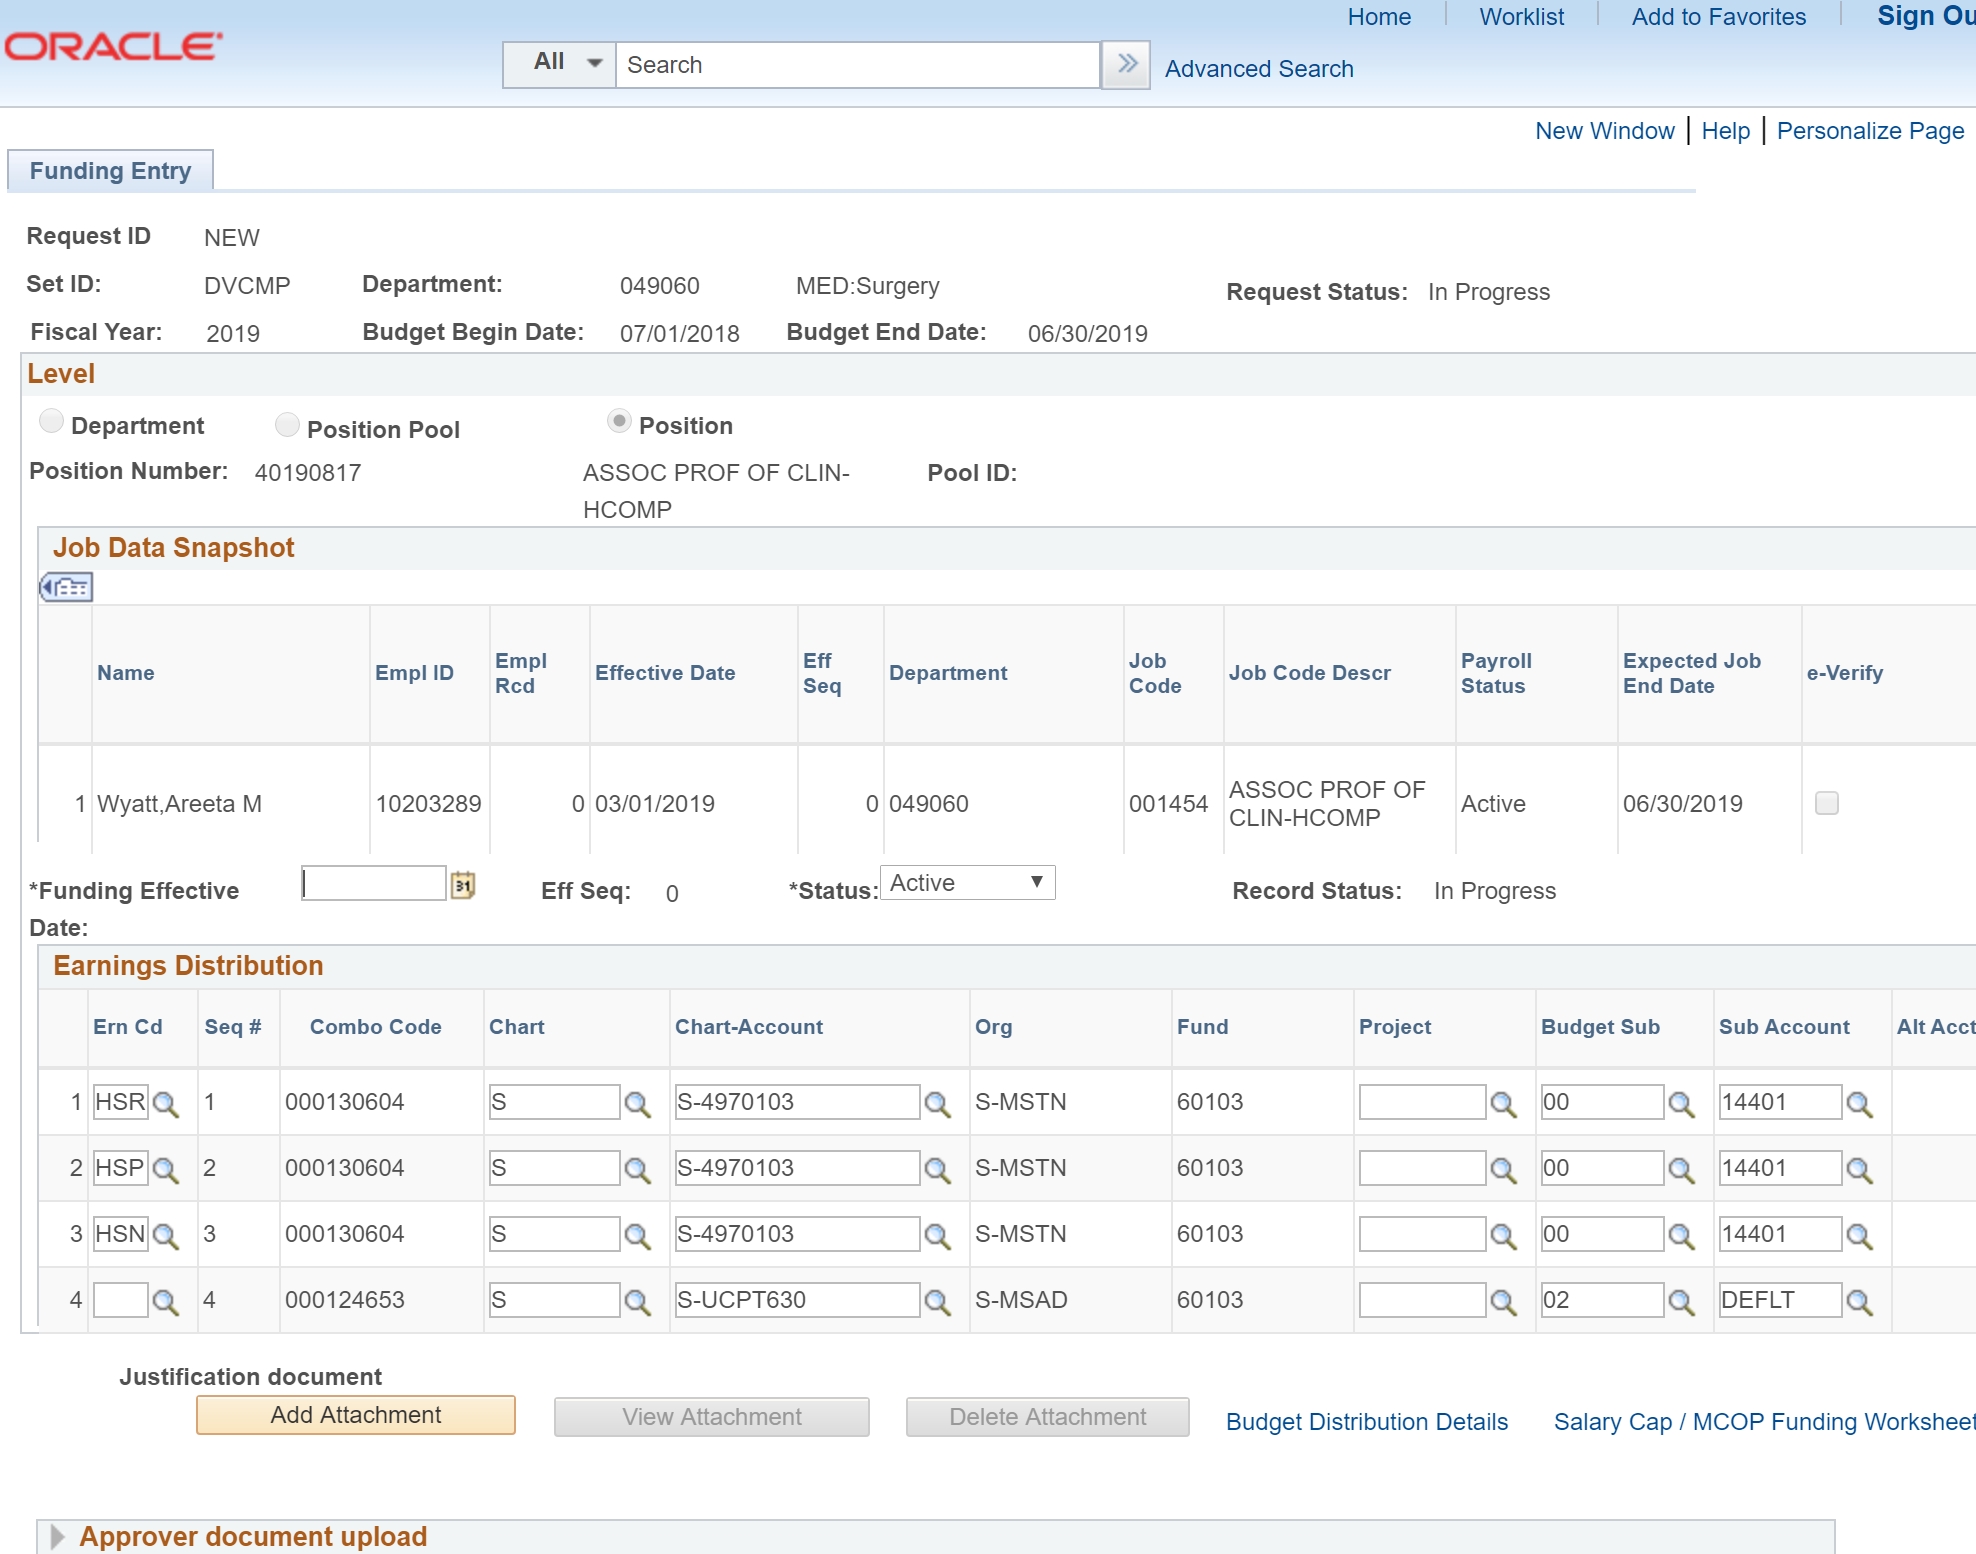 Home | Worklist | Add to Favorites | Sign Ou
ORACLE
All Search Advanced Search
New Window | Help | Personalize Page
Funding Entry
Request ID NEW
Set ID: DVCMP Department: 049060 MED:Surgery Request Status: In Progress
Fiscal Year: 2019 Budget Begin Date: 07/01/2018 Budget End Date: 06/30/2019
Level
Department Position Pool Position
Position Number: 40190817 ASSOC PROF OF CLIN- Pool ID:
HCOMP
Job Data Snapshot
Name Empl ID Empl Rcd Effective Date Eff Seq Department Job Code Job Code Descr Payroll Status Expected Job End Date e-Verify
1 Wyatt,Areeta M 10203289 0 03/01/2019 0 049060 001454 ASSOC PROF OF CLIN-HCOMP Active 06/30/2019
*Funding Effective Date: 31 Eff Seq: 0 *Status: Active Record Status: In Progress
Earnings Distribution
Ern Cd Seq # Combo Code Chart Chart-Account Org Fund Project Budget Sub Sub Account Alt Acct
1 HSR 1 000130604 S S-4970103 S-MSTN 60103 00 14401
2 HSP 2 000130604 S S-4970103 S-MSTN 60103 00 14401
3 HSN 3 000130604 S S-4970103 S-MSTN 60103 00 14401
4 4 000124653 S S-UCPT630 S-MSAD 60103 02 DEFLT
Justification document
Add Attachment View Attachment Delete Attachment Budget Distribution Details Salary Cap / MCOP Funding Worksheet
Approver document upload